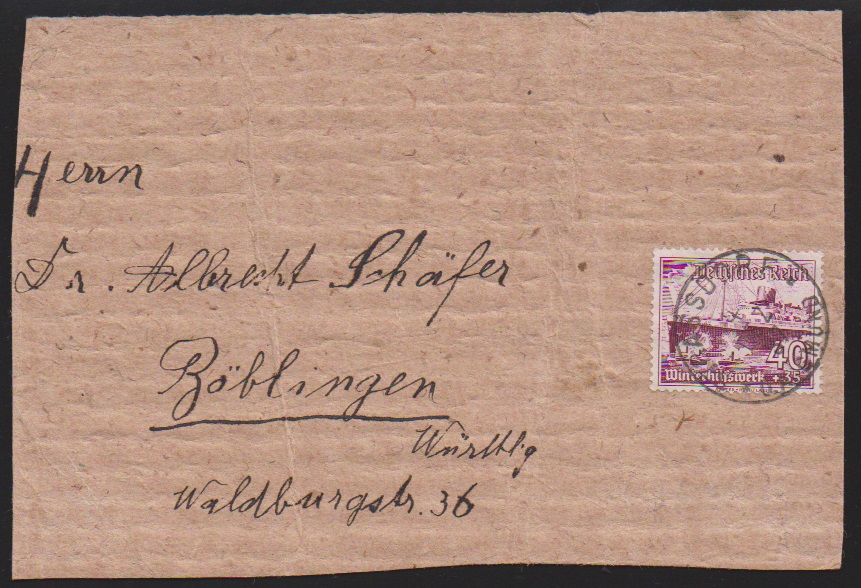 Herrn
Dr. Albrecht Schäfer
Böblingen
Württbg
Waldburgstr. 36
Deutsches Reich
40
Winterhilfswerk +35